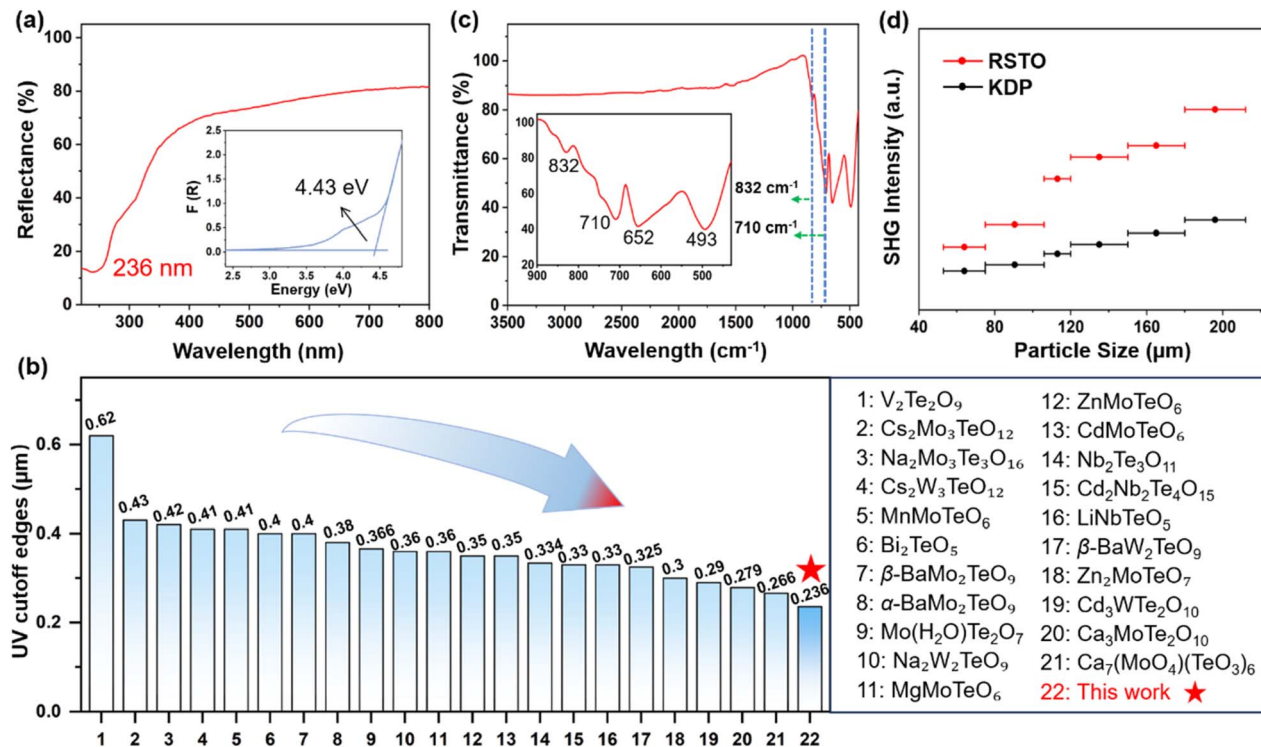 (a)
Reflectance (%)
100
80
60
40
20
0
236 nm
300
400
500
600
700
800
Wavelength (nm)
F (R)
2.5
2.0
1.5
1.0
0.5
0.0
4.43 eV
2.5
3.0
3.5
4.0
4.5
Energy (eV)
(c)
Transmittance (%)
100
80
60
40
20
0
3500
3000
2500
2000
1500
1000
500
Wavelength (cm⁻¹)
100
80
60
40
20
832
710
652
493
900
800
700
600
500
832 cm⁻¹
710 cm⁻¹
(d)
SHG Intensity (a.u.)
RSTO
KDP
40
80
120
160
200
Particle Size (μm)
(b)
UV cutoff edges (μm)
0.6
0.4
0.2
0.0
0.62
0.43
0.42
0.41
0.41
0.4
0.4
0.38
0.366
0.36
0.36
0.35
0.35
0.334
0.33
0.33
0.325
0.3
0.29
0.279
0.266
0.236
1 2 3 4 5 6 7 8 9 10 11 12 13 14 15 16 17 18 19 20 21 22
1: V₂Te₂O₉
2: Cs₂Mo₃TeO₁₂
3: Na₂Mo₃Te₃O₁₆
4: Cs₂W₃TeO₁₂
5: MnMoTeO₆
6: Bi₂TeO₅
7: β-BaMo₂TeO₉
8: α-BaMo₂TeO₉
9: Mo(H₂O)Te₂O₇
10: Na₂W₂TeO₉
11: MgMoTeO₆
12: ZnMoTeO₆
13: CdMoTeO₆
14: Nb₂Te₃O₁₁
15: Cd₂Nb₂Te₄O₁₅
16: LiNbTeO₅
17: β-BaW₂TeO₉
18: Zn₂MoTeO₇
19: Cd₃WTe₂O₁₀
20: Ca₃MoTe₂O₁₀
21: Ca₇(MoO₄)(TeO₃)₆
22: This work